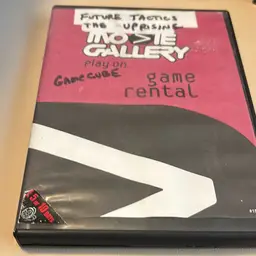 FUTURE TACTICS
THE UPRISING
MOVIE
GALLERY
play on.
GAMECUBE
game
rental